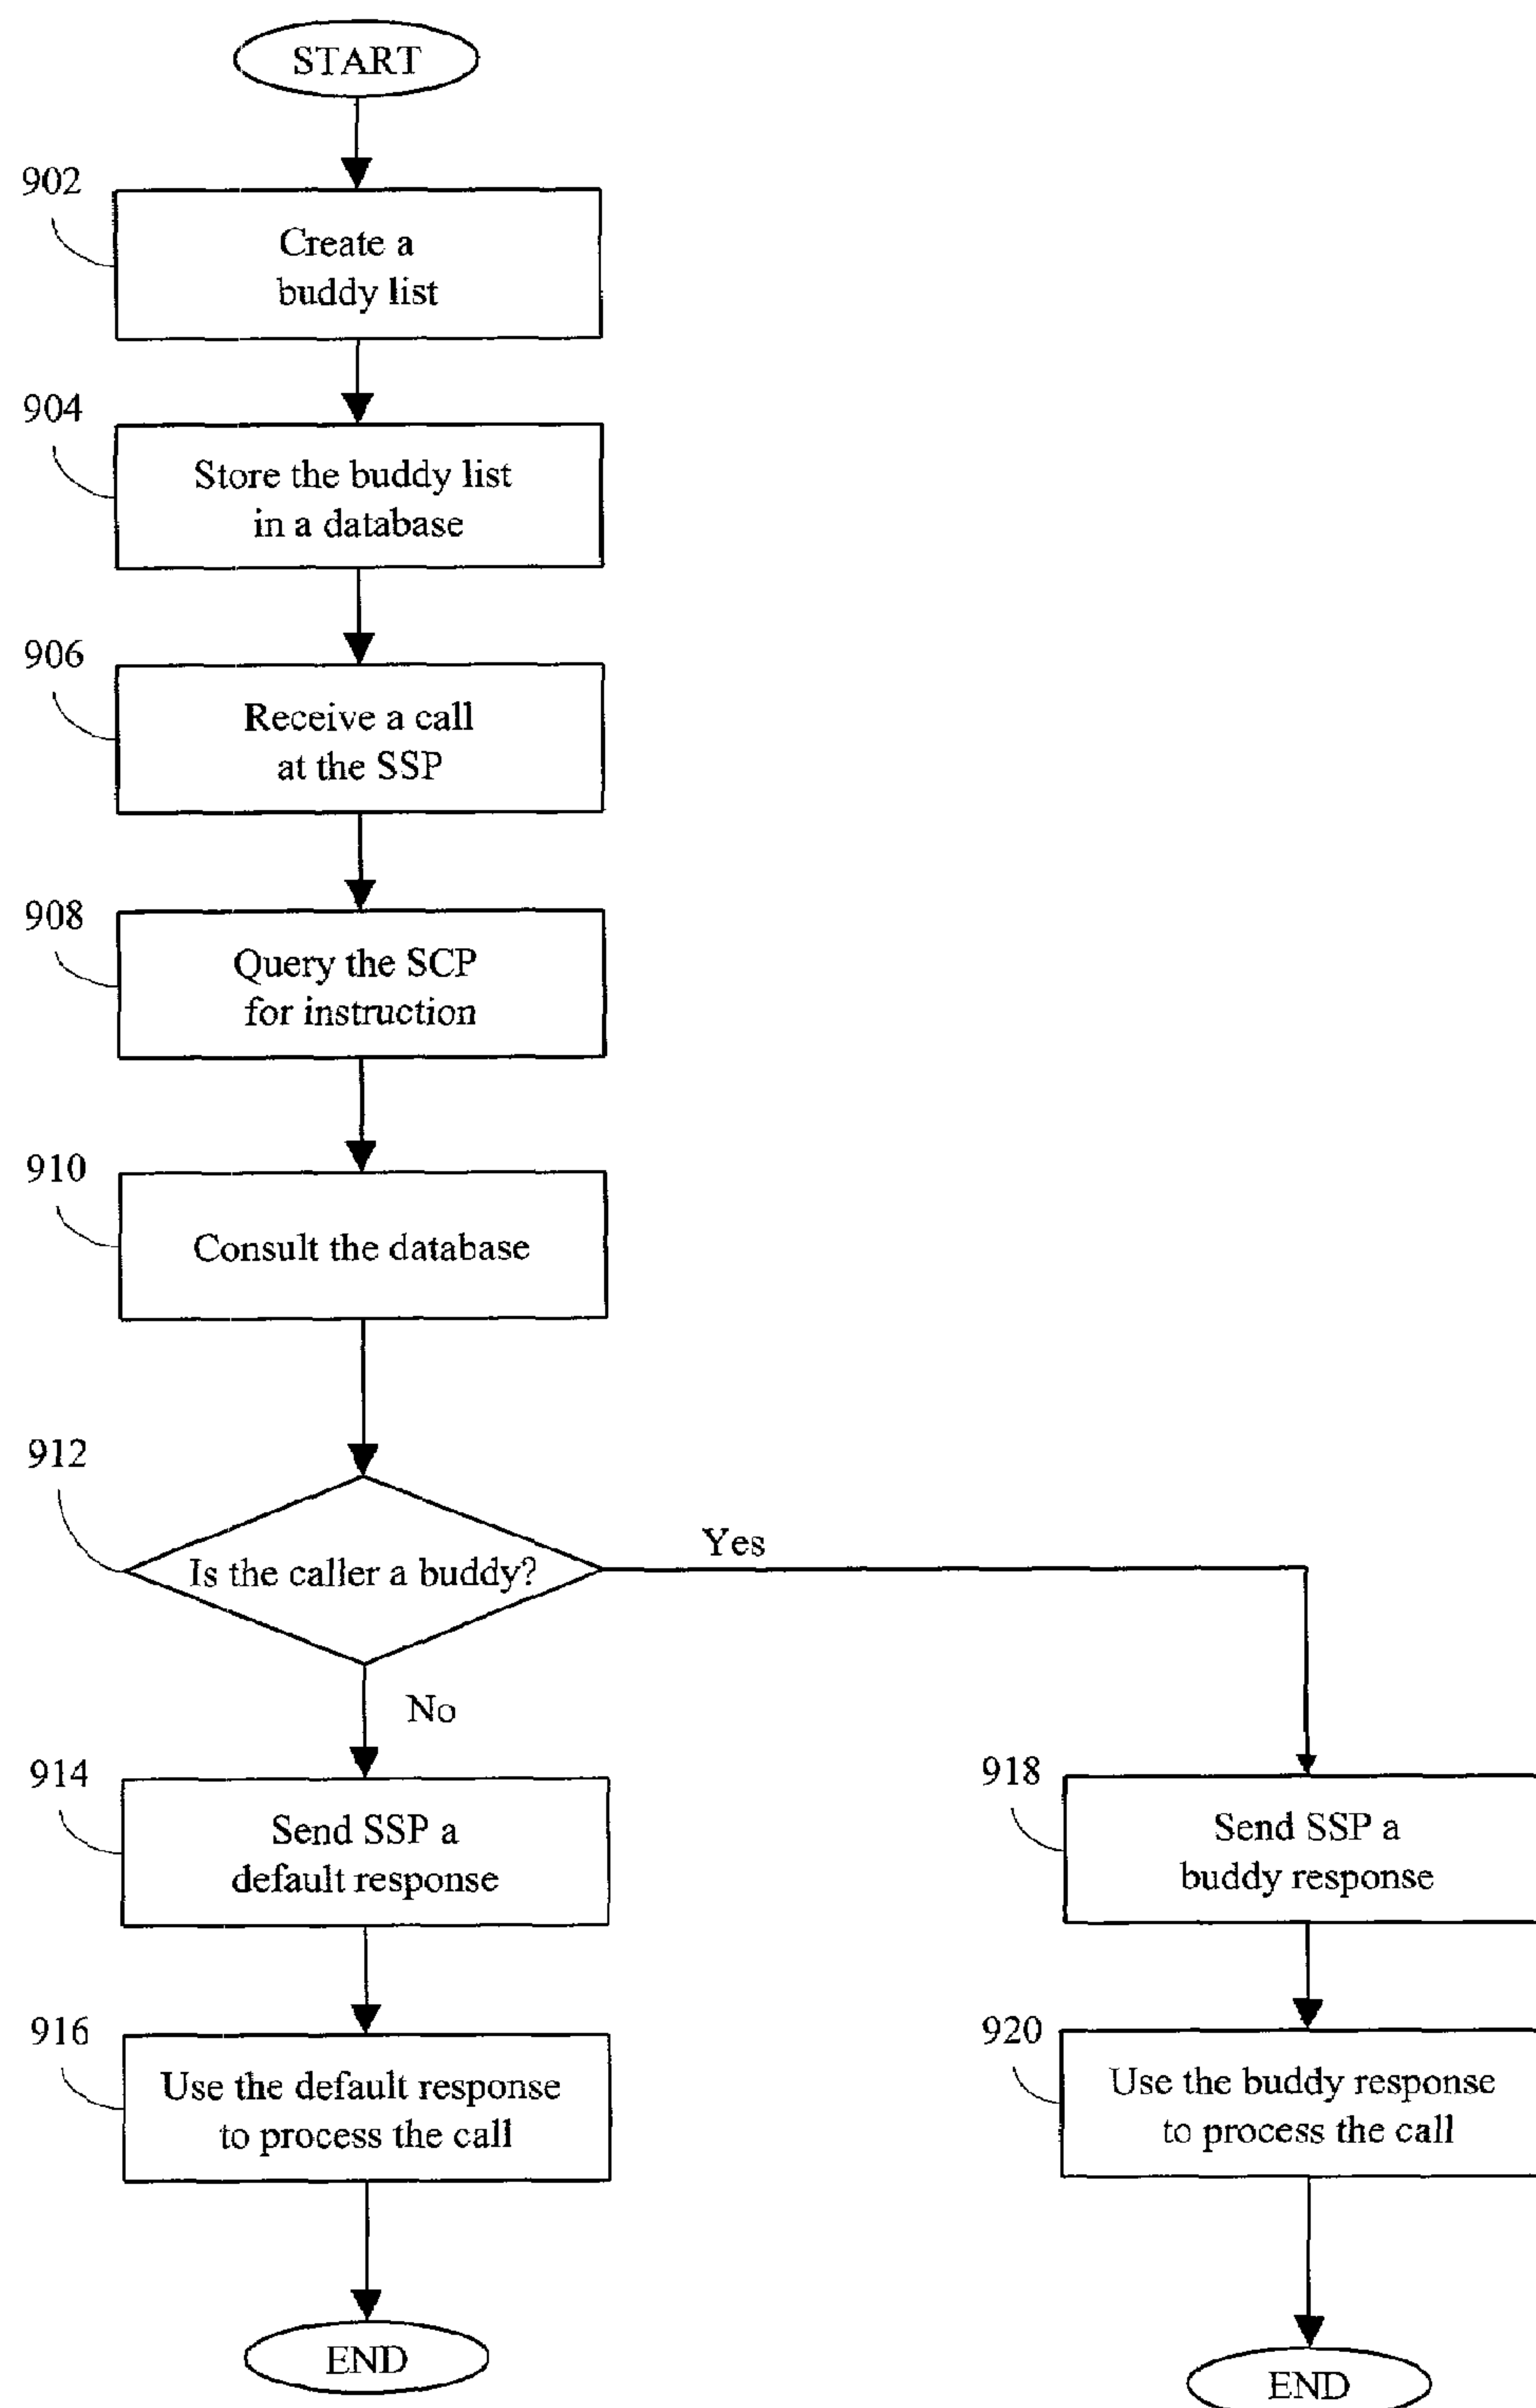 START
902
Create a
buddy list
904
Store the buddy list
in a database
906
Receive a call
at the SSP
908
Query the SCP
for instruction
910
Consult the database
912
Is the caller a buddy?
Yes
No
914
Send SSP a
default response
918
Send SSP a
buddy response
916
Use the default response
to process the call
920
Use the buddy response
to process the call
END
END